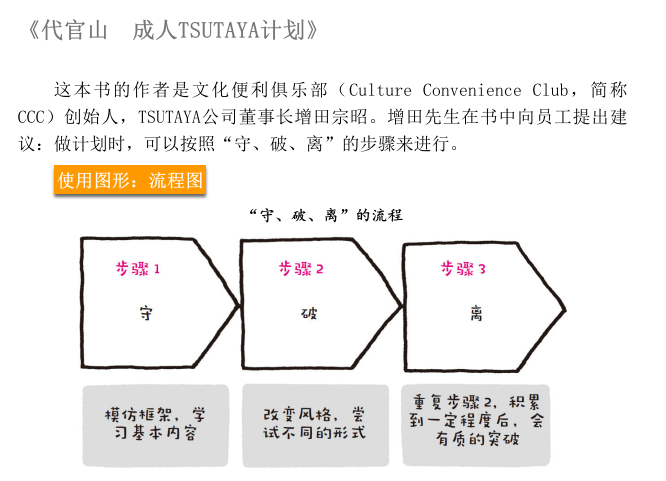 《代官山　成人TSUTAYA计划》
这本书的作者是文化便利俱乐部（Culture Convenience Club，简称
CCC）创始人，TSUTAYA公司董事长增田宗昭。增田先生在书中向员工提出建
议：做计划时，可以按照“守、破、离”的步骤来进行。
使用图形：流程图
“守、破、离”的流程
步骤1
守
步骤2
破
步骤3
离
模仿框架，学
习基本内容
改变风格，尝
试不同的形式
重复步骤2，积累
到一定程度后，会
有质的突破